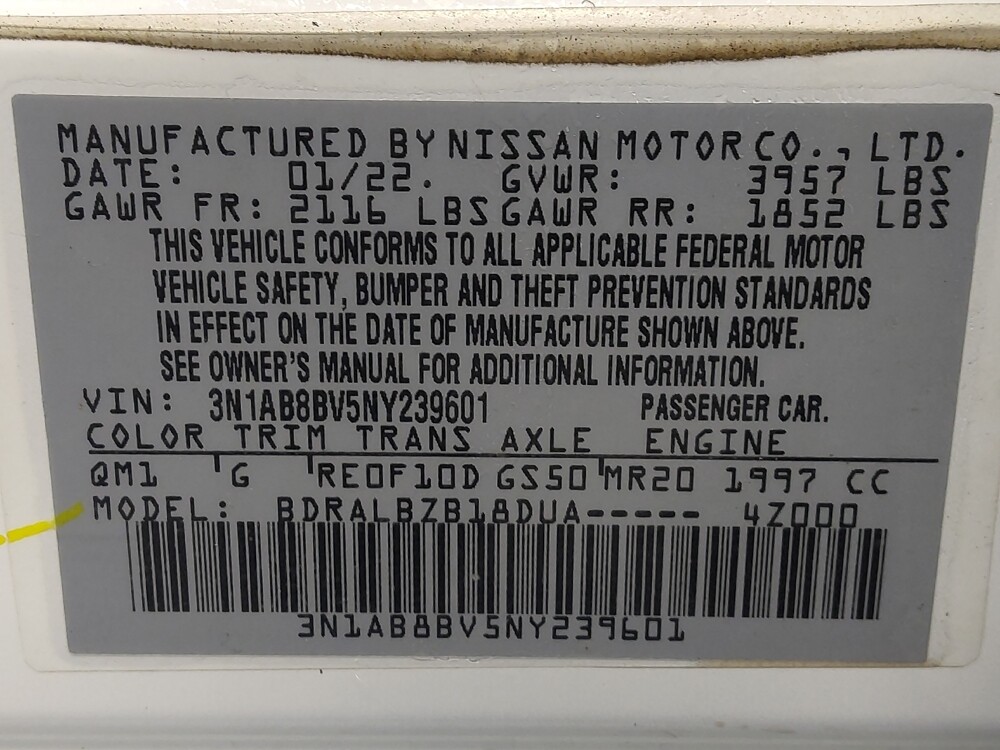 MANUFACTURED BY NISSAN MOTOR CO., LTD.
DATE: 01/22. GVWR: 3957 LBS
GAWR FR: 2116 LBS GAWR RR: 1852 LBS
THIS VEHICLE CONFORMS TO ALL APPLICABLE FEDERAL MOTOR
VEHICLE SAFETY, BUMPER AND THEFT PREVENTION STANDARDS
IN EFFECT ON THE DATE OF MANUFACTURE SHOWN ABOVE.
SEE OWNER'S MANUAL FOR ADDITIONAL INFORMATION.
VIN: 3N1AB8BV5NY239601 PASSENGER CAR.
COLOR TRIM TRANS AXLE ENGINE
QM1 G RE0F10D GS50 MR20 1997 CC
MODEL: BDRALBZB18DUA----- 4Z000
3N1AB8BV5NY239601